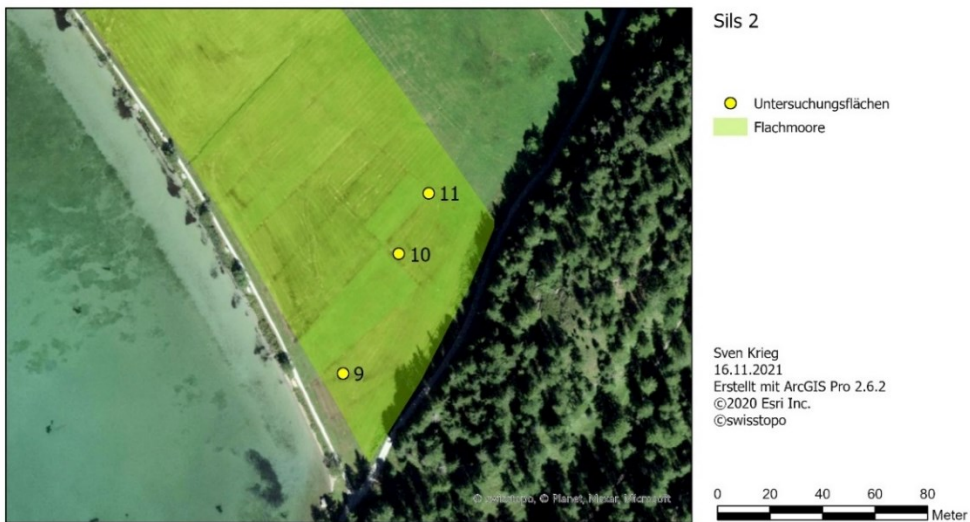 Sils 2
Untersuchungsflächen
Flachmoore
11
10
9
Sven Krieg
16.11.2021
Erstellt mit ArcGIS Pro 2.6.2
©2020 Esri Inc.
©swisstopo
© swisstopo, © Planet, Maxar, Microsoft
0 20 40 60 80
Meter